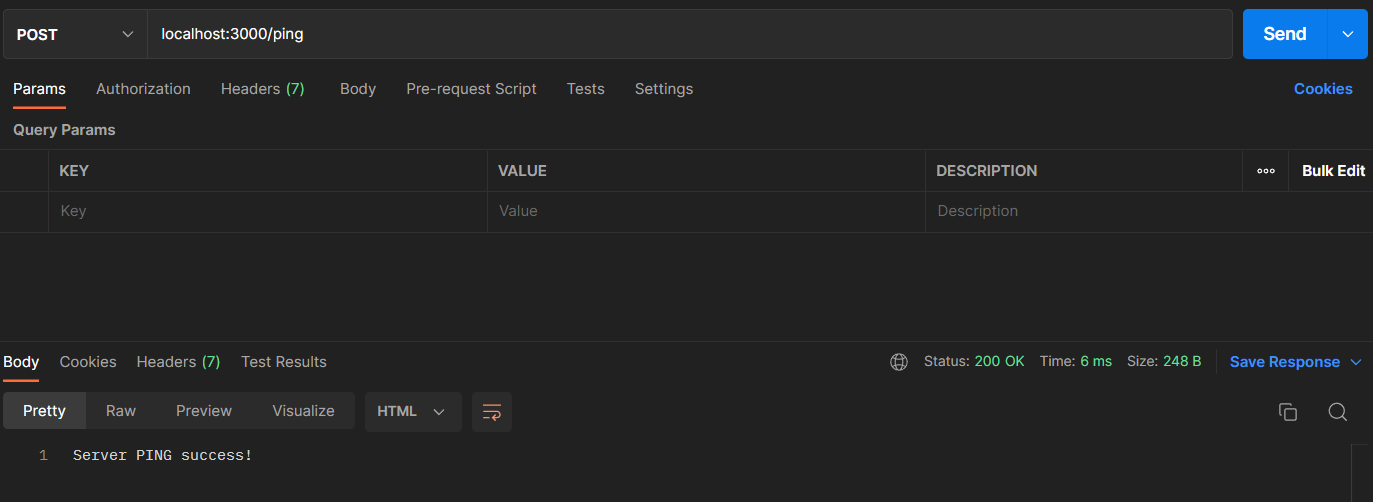 POST localhost:3000/ping Send
Params Authorization Headers (7) Body Pre-request Script Tests Settings Cookies
Query Params
KEY VALUE DESCRIPTION Bulk Edit
Key Value Description
Body Cookies Headers (7) Test Results Status: 200 OK Time: 6 ms Size: 248 B Save Response
Pretty Raw Preview Visualize HTML
1 Server PING success!